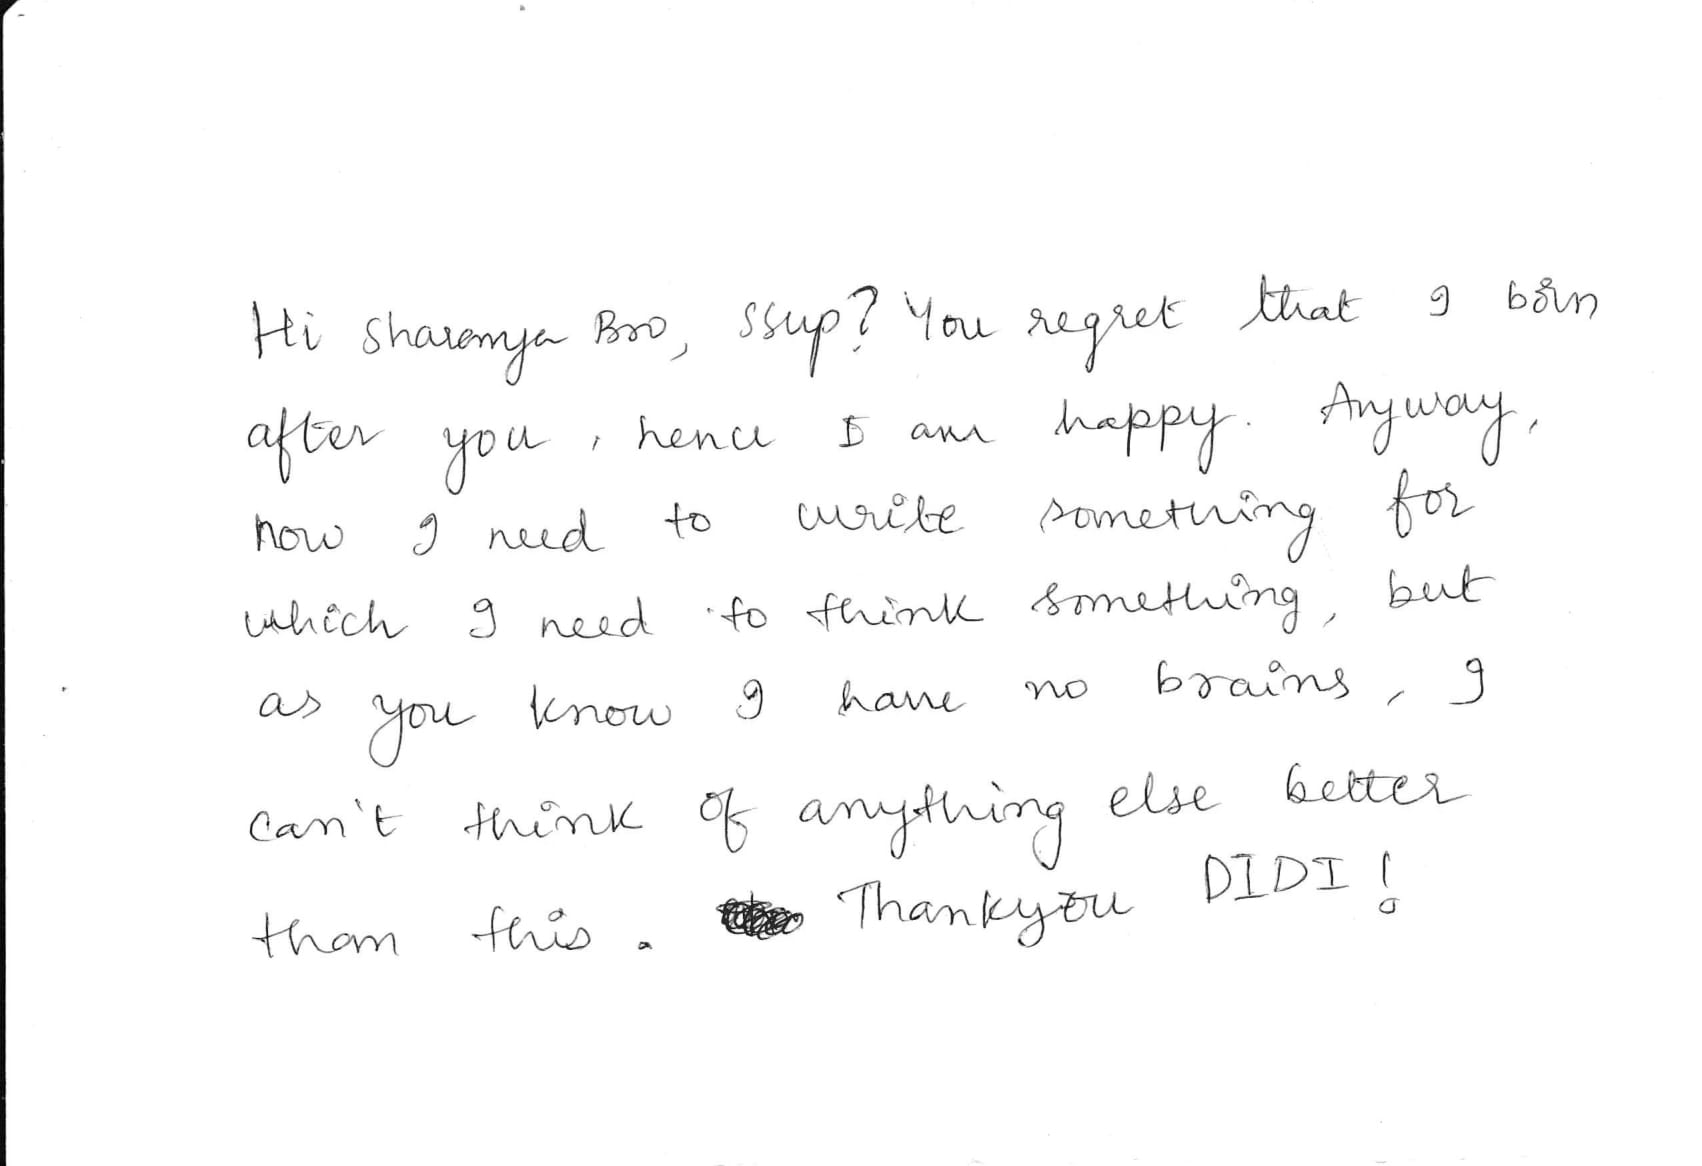 Hi Sharanya Bro, ssup? You regret that I born
after you, hence I am happy. Anyway,
now I need to write something for
which I need to think something, but
as you know I have no brains, I
can't think of anything else better
than this. Thankyou DIDI!